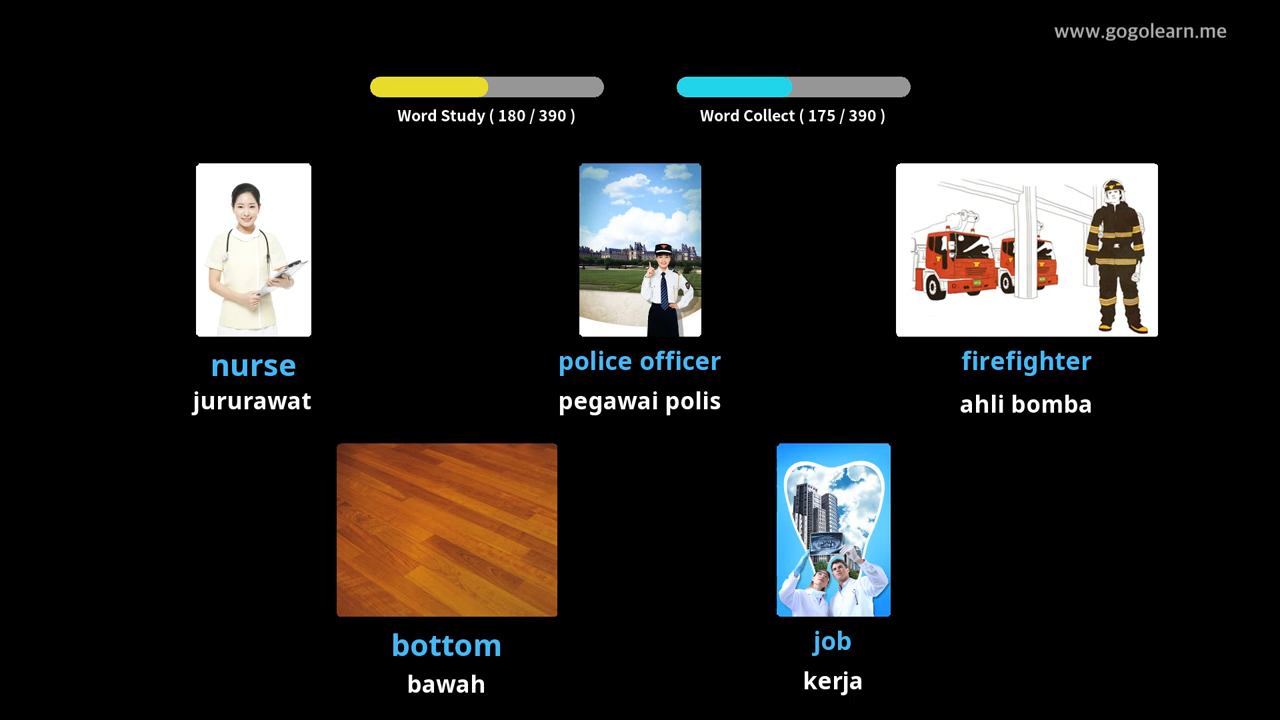 www.gogolearn.me
Word Study ( 180 / 390 )
Word Collect ( 175 / 390 )
nurse
jururawat
police officer
pegawai polis
firefighter
ahli bomba
bottom
bawah
job
kerja